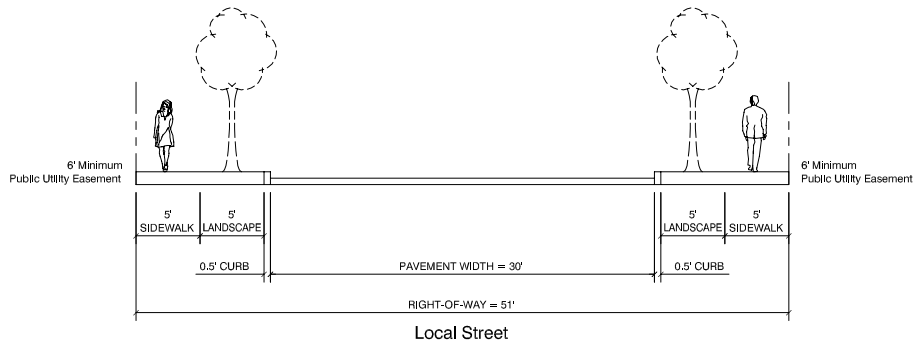 6' Minimum
Public Utility Easement
6' Minimum
Public Utility Easement
5'
SIDEWALK
5'
LANDSCAPE
5'
LANDSCAPE
5'
SIDEWALK
0.5' CURB
PAVEMENT WIDTH = 30'
0.5' CURB
RIGHT-OF-WAY = 51'
Local Street